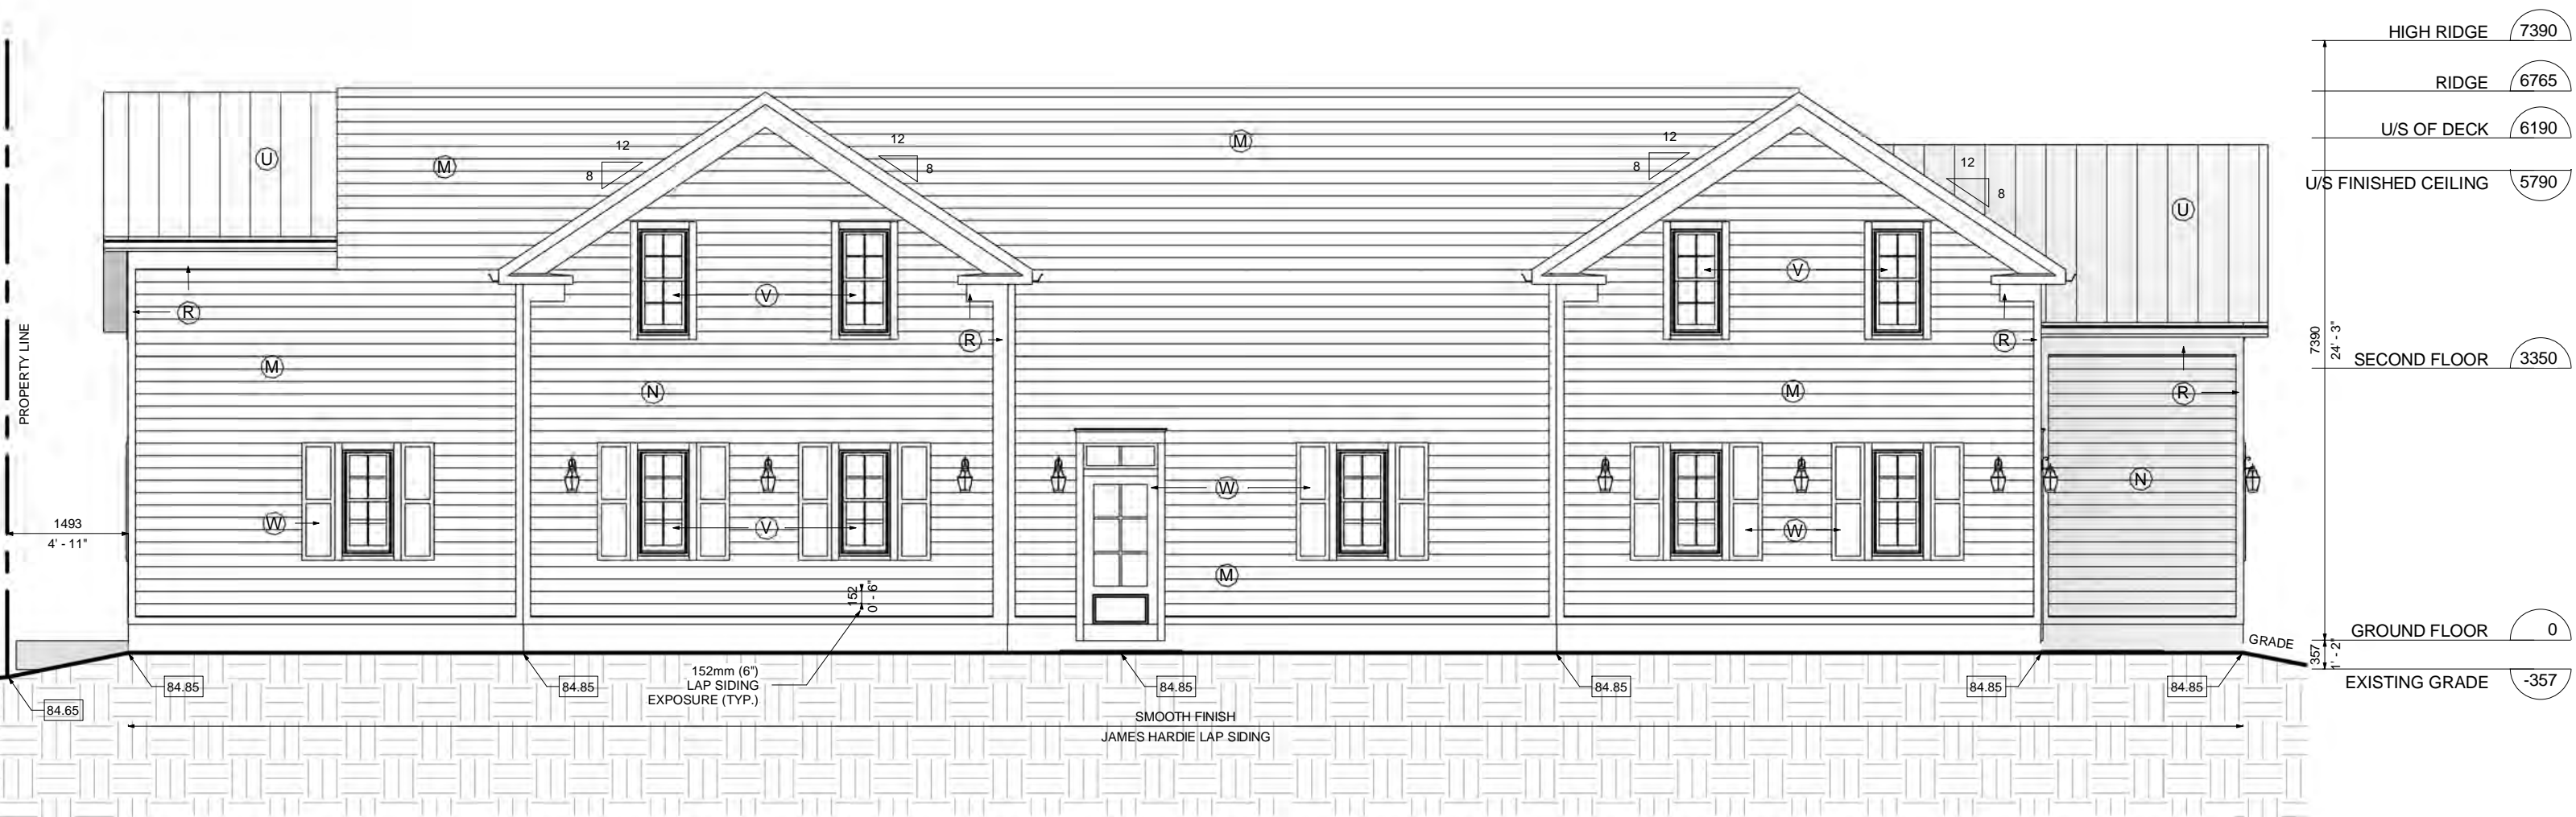 HIGH RIDGE 7390
RIDGE 6765
U/S OF DECK 6190
U/S FINISHED CEILING 5790
SECOND FLOOR 3350
GROUND FLOOR 0
EXISTING GRADE -357
7390
24' - 3"
357
1' - 2"
GRADE
PROPERTY LINE
1493
4' - 11"
U
M
12
8
12
8
M
12
8
12
8
U
R
V
V
R
R
M
N
M
R
W
V
W
W
N
M
152
0' - 6"
152mm (6")
LAP SIDING
EXPOSURE (TYP.)
84.65
84.85
84.85
84.85
84.85
84.85
84.85
SMOOTH FINISH
JAMES HARDIE LAP SIDING